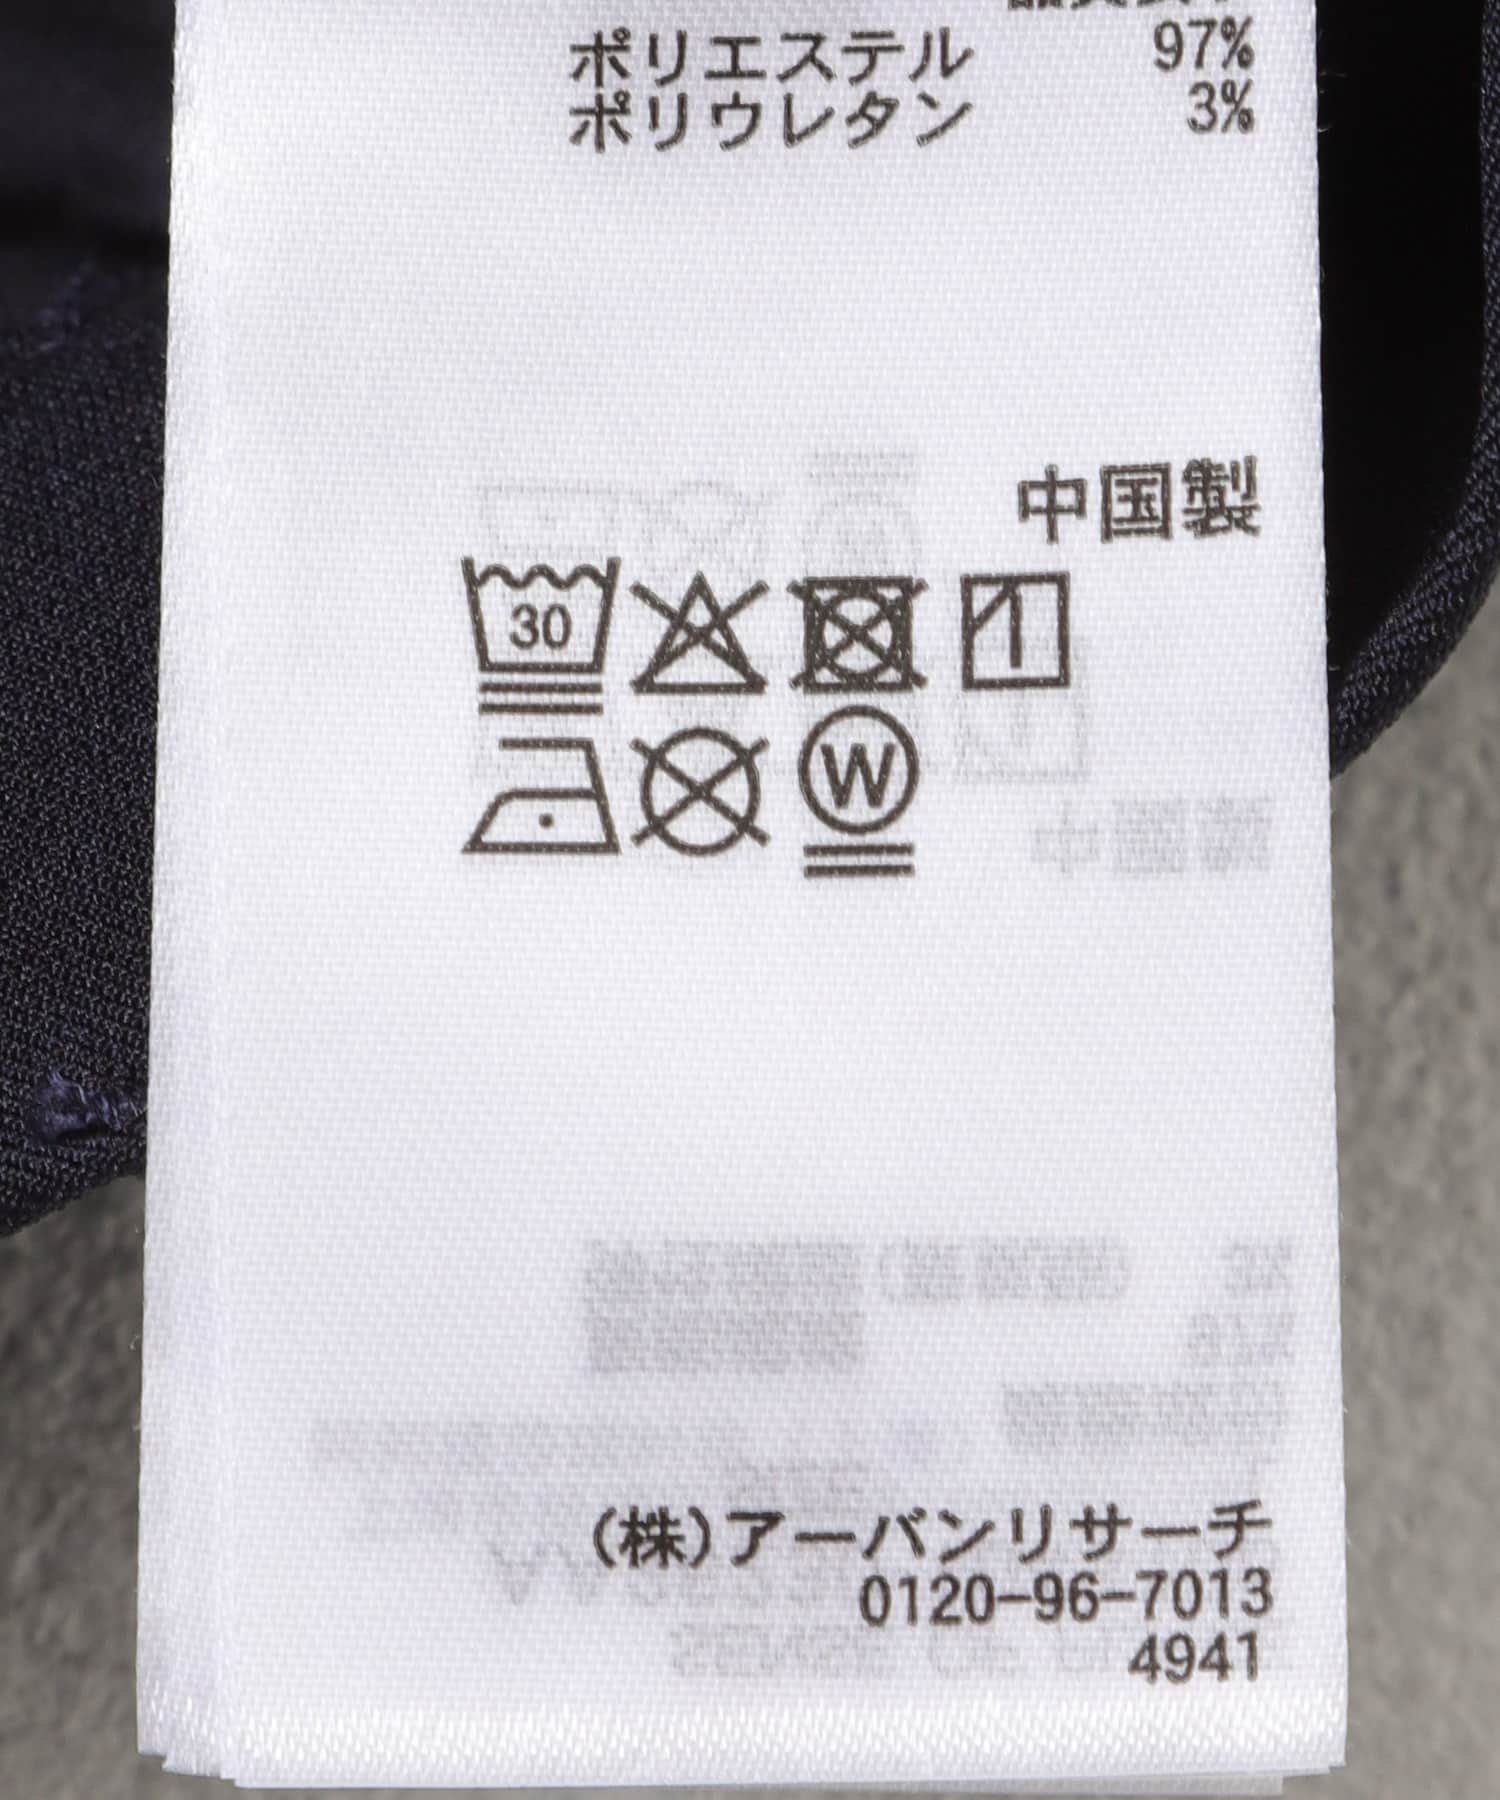 ポリエステル 97%
ポリウレタン 3%
中国製
30
W
(株)アーバンリサーチ
0120-96-7013
4941